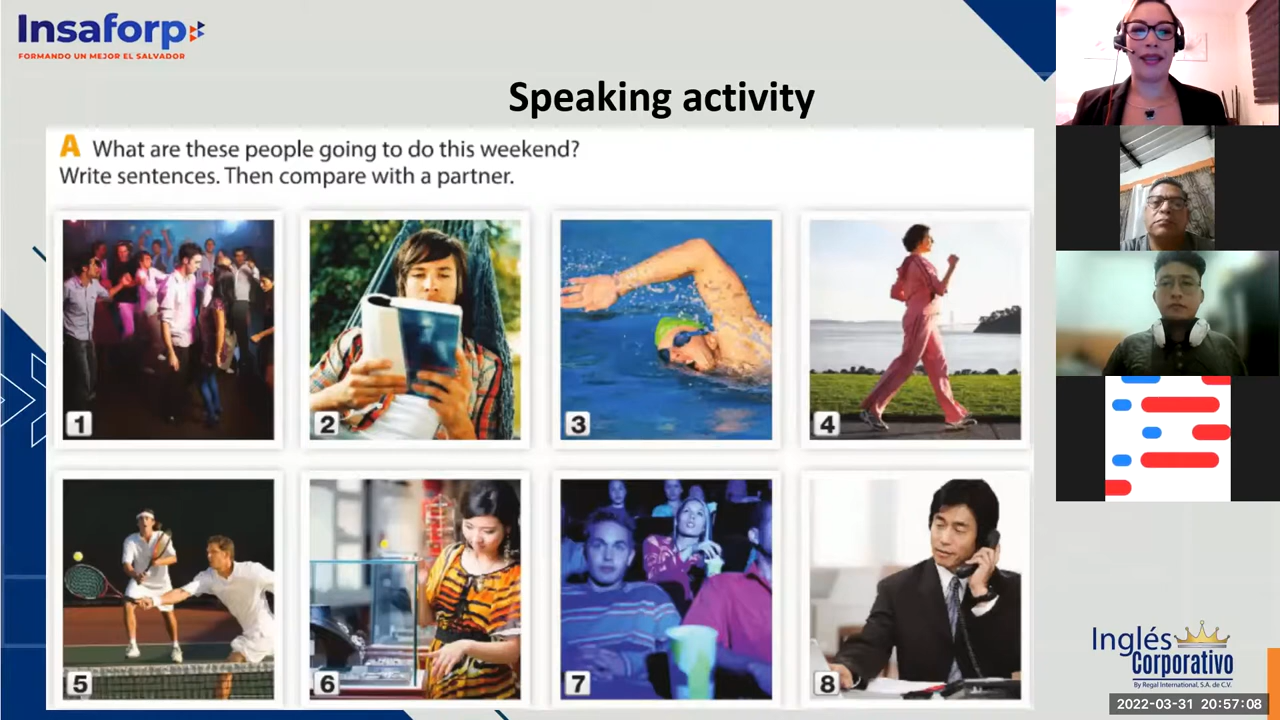 Insaforp
FORMANDO UN MEJOR EL SALVADOR
Speaking activity
A What are these people going to do this weekend?
Write sentences. Then compare with a partner.
1
2
3
4
5
6
7
8
Inglés
Corporativo
By Regal International, S.A. de C.V.
2022-03-31 20:57:08